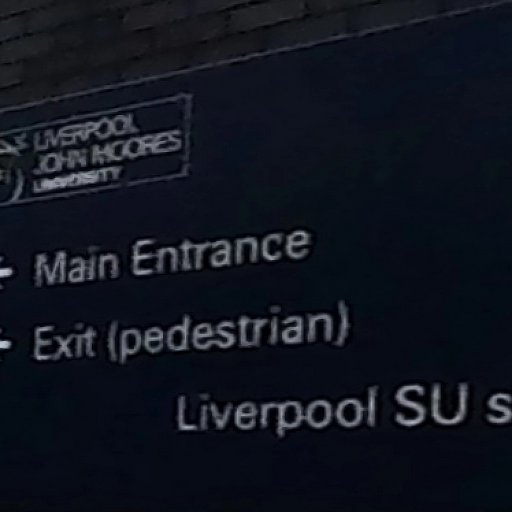 LIVERPOOL
JOHN MOORES
UNIVERSITY
Main Entrance
Exit (pedestrian)
Liverpool SU s